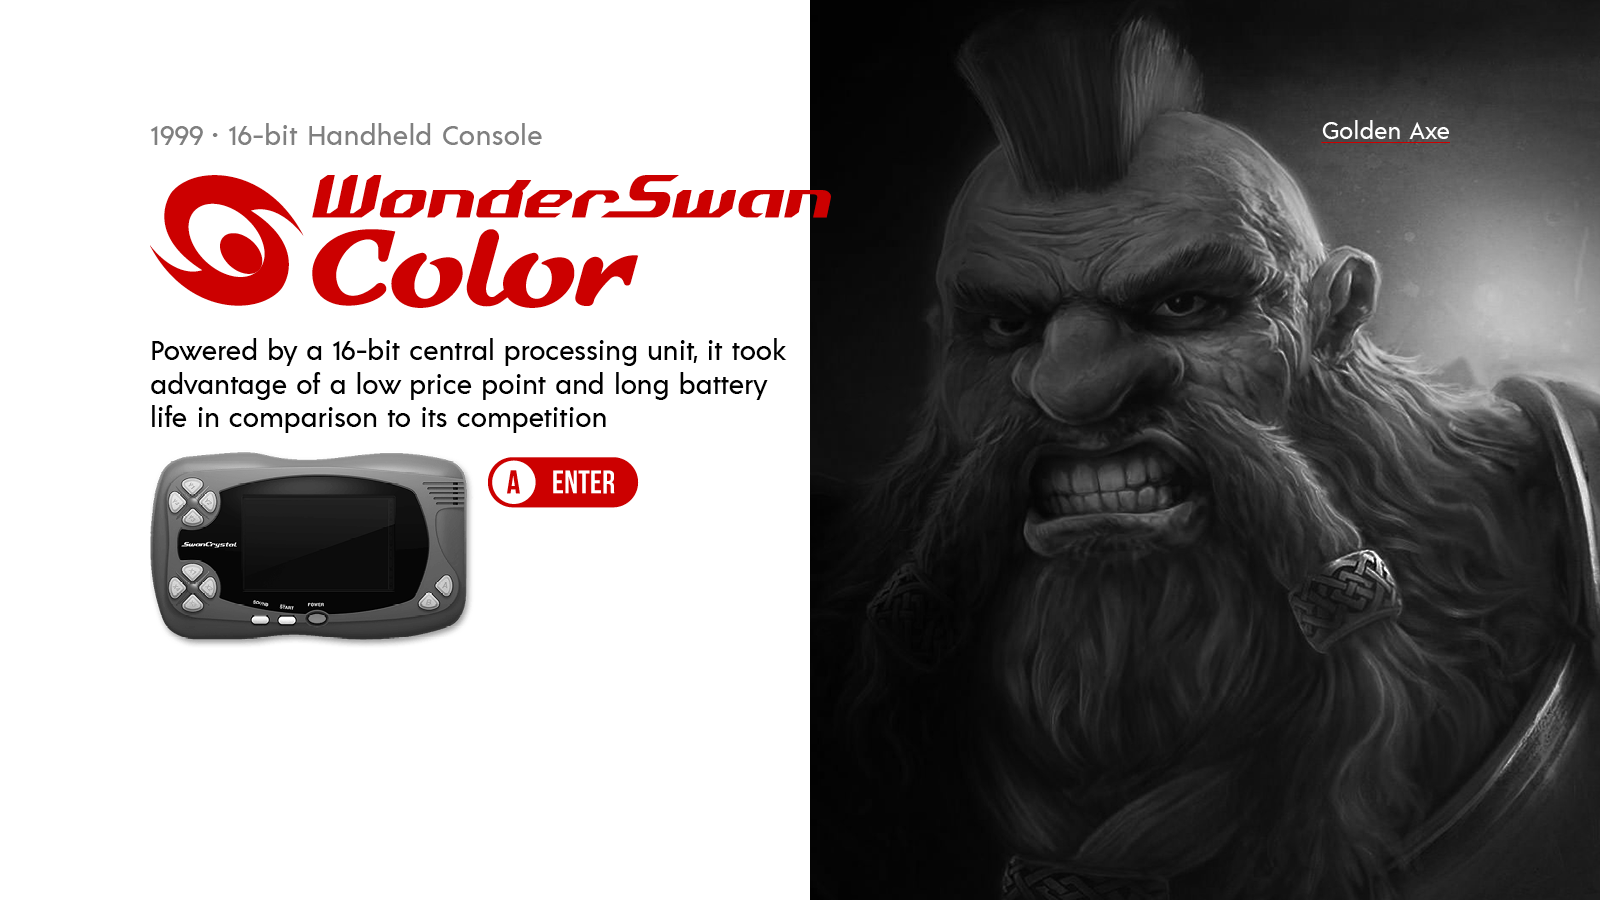 1999 · 16-bit Handheld Console
WonderSwan
Color
Powered by a 16-bit central processing unit, it took
advantage of a low price point and long battery
life in comparison to its competition
A ENTER
SwanCrystal
SOUND START POWER
Golden Axe